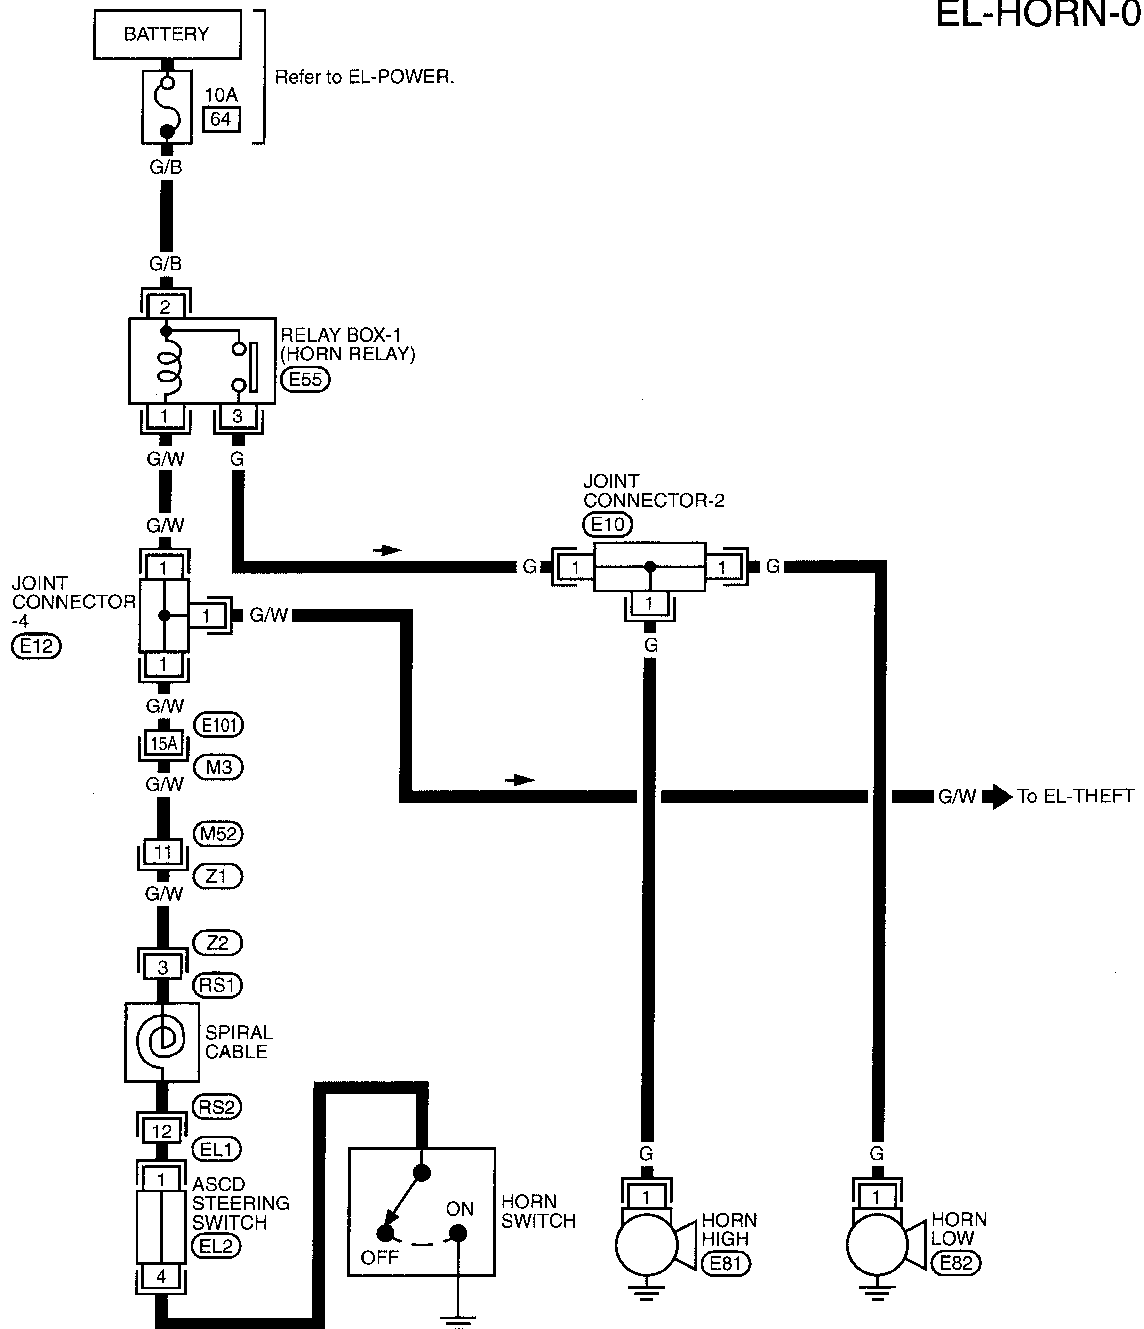 EL-HORN-0
BATTERY
Refer to EL-POWER.
10A
64
G/B
G/B
2
RELAY BOX-1
(HORN RELAY)
E55
1
3
G/W
G
G/W
JOINT
CONNECTOR-2
E10
1
G
1
1
G
1
G
JOINT
CONNECTOR
-4
E12
1
G/W
1
G/W
E101
15A
M3
G/W
G/W
To EL-THEFT
M52
11
Z1
G/W
Z2
3
RS1
SPIRAL
CABLE
RS2
12
EL1
1
ASCD
STEERING
SWITCH
EL2
4
ON
OFF
HORN
SWITCH
G
1
HORN
HIGH
E81
G
1
HORN
LOW
E82